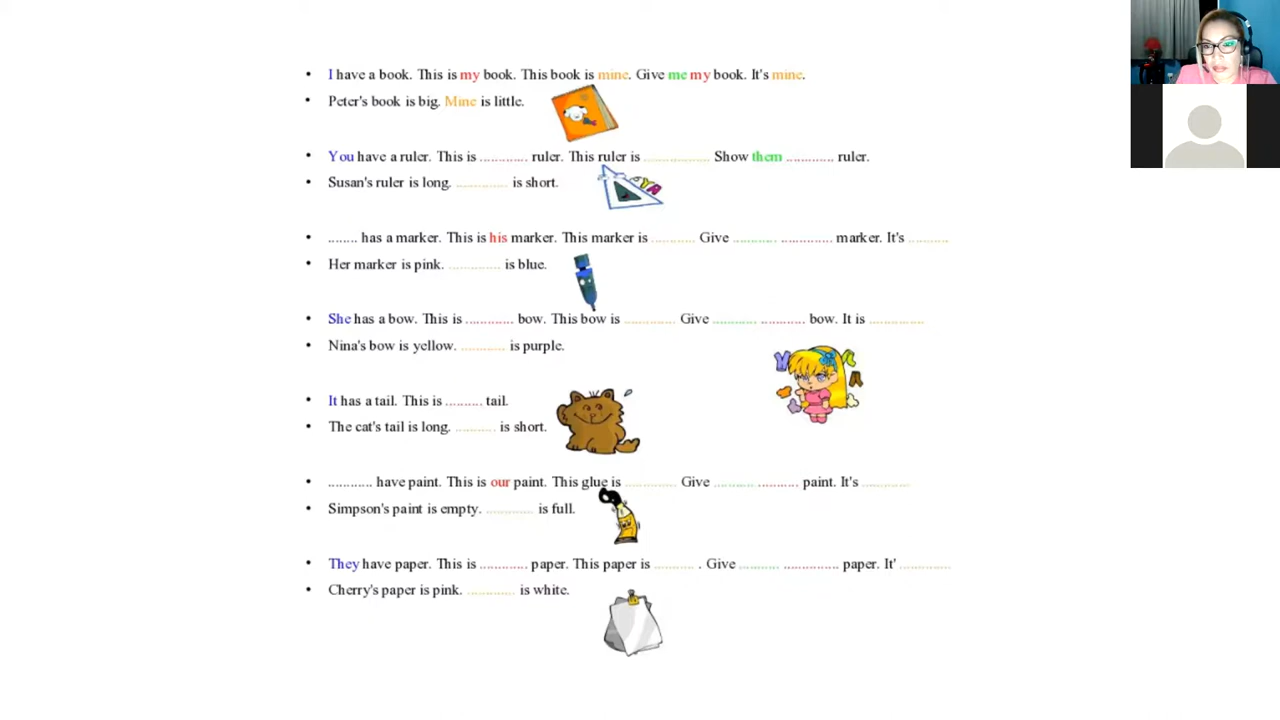 • I have a book. This is my book. This book is mine. Give me my book. It's mine.
• Peter's book is big. Mine is little.
• You have a ruler. This is ............. ruler. This ruler is .................. Show them ............. ruler.
• Susan's ruler is long. .............. is short.
• ........ has a marker. This is his marker. This marker is ............ Give ............ .............. marker. It's ...........
• Her marker is pink. .............. is blue.
• She has a bow. This is ............. bow. This bow is .............. Give ............ ............ bow. It is ...............
• Nina's bow is yellow. ............ is purple.
• It has a tail. This is .......... tail.
• The cat's tail is long. ........... is short.
• ............ have paint. This is our paint. This glue is .............. Give ........... ........... paint. It's .............
• Simpson's paint is empty. ............. is full.
• They have paper. This is ............. paper. This paper is ........... . Give ........... ............... paper. It' ..............
• Cherry's paper is pink. ............. is white.